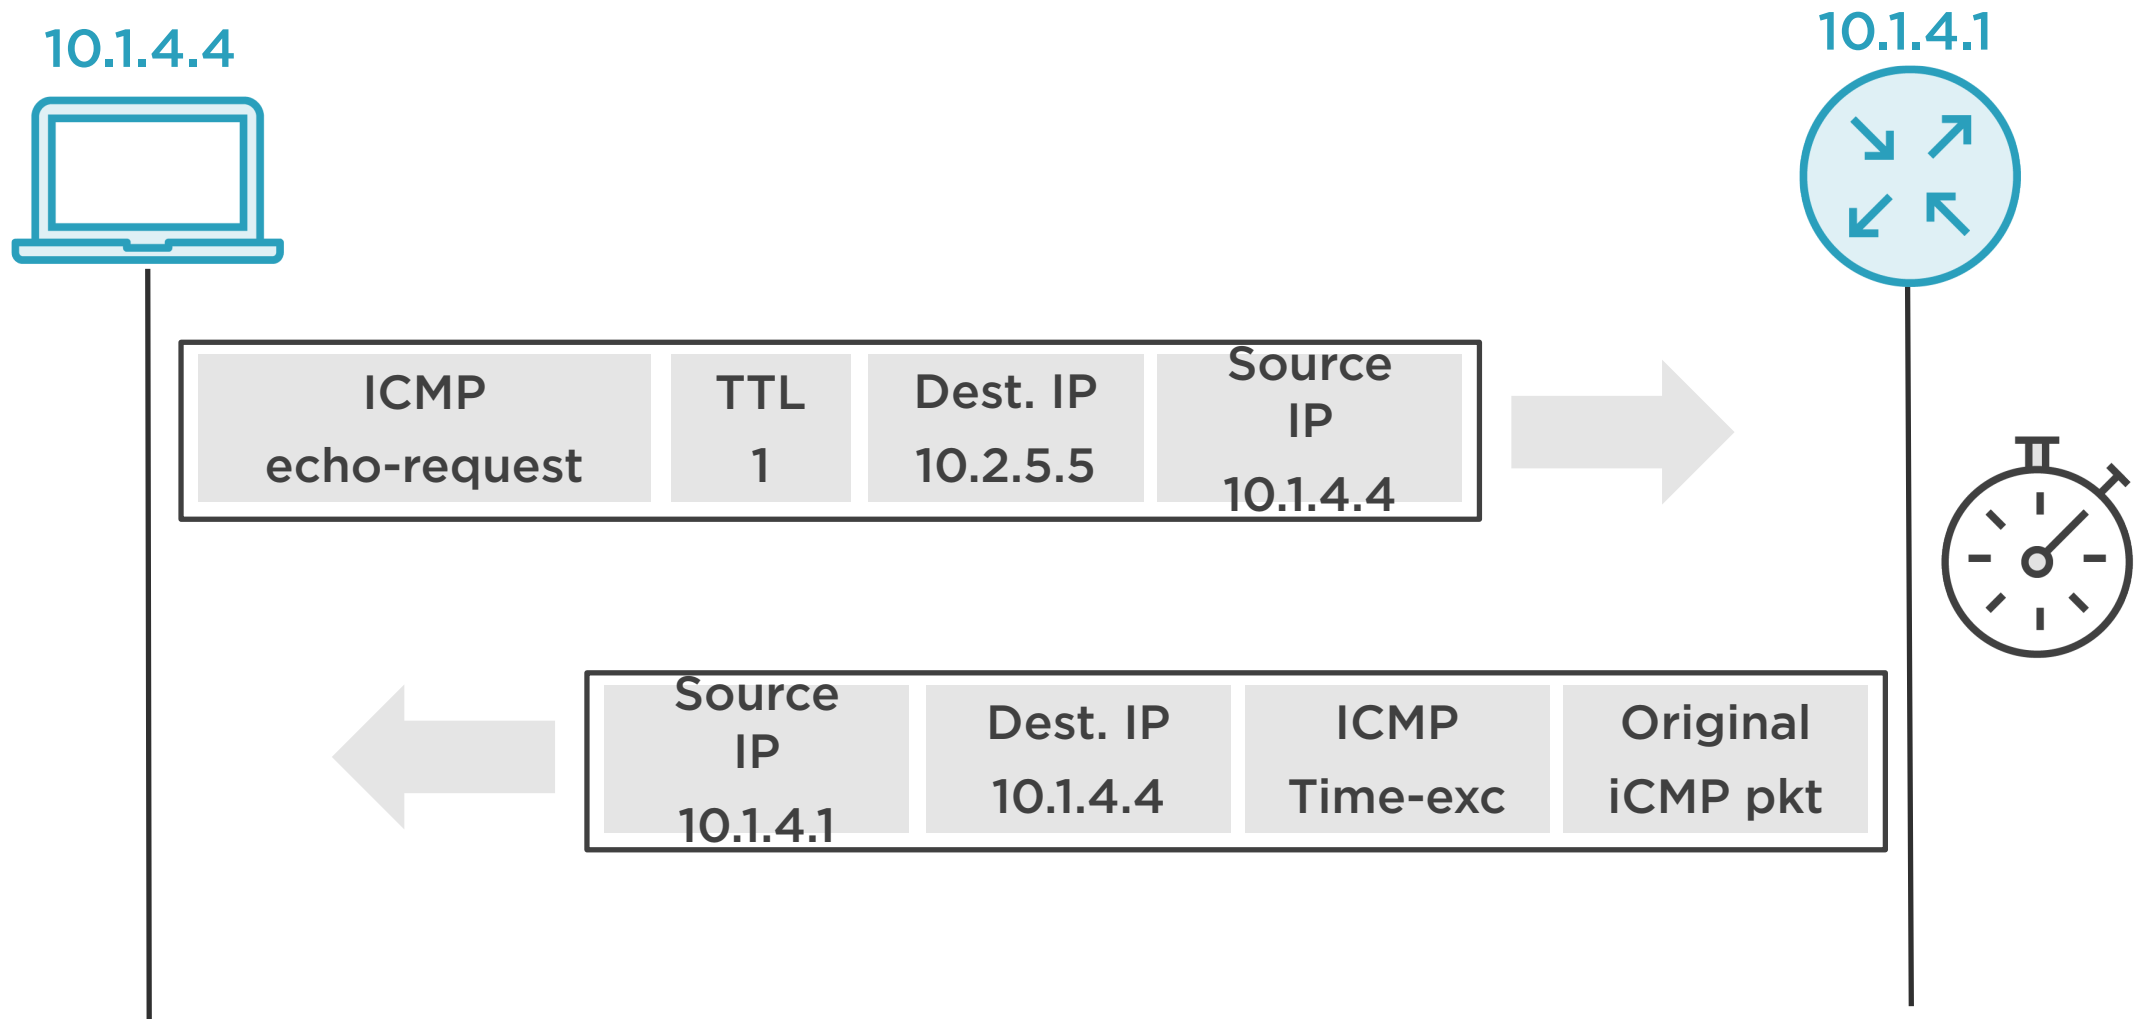 10.1.4.4
10.1.4.1
ICMP
echo-request
TTL
1
Dest. IP
10.2.5.5
Source
IP
10.1.4.4
Source
IP
10.1.4.1
Dest. IP
10.1.4.4
ICMP
Time-exc
Original
iCMP pkt